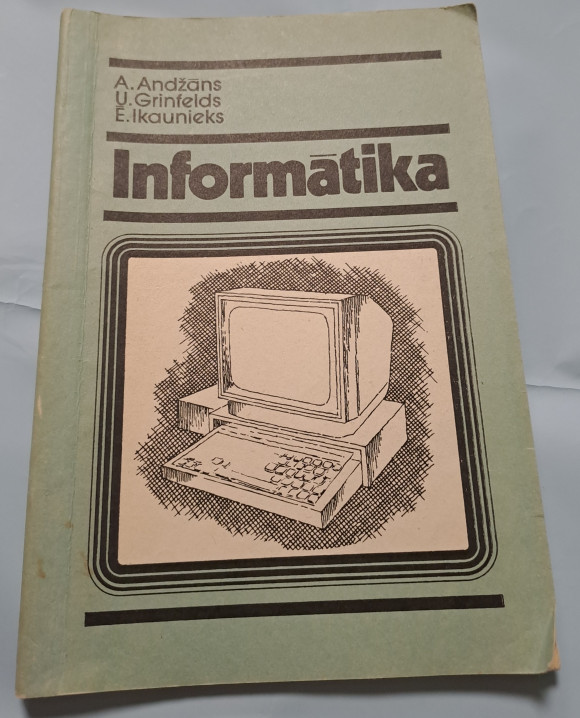 A. Andžāns
U. Grinfelds
Ē. Ikaunieks
Informātika